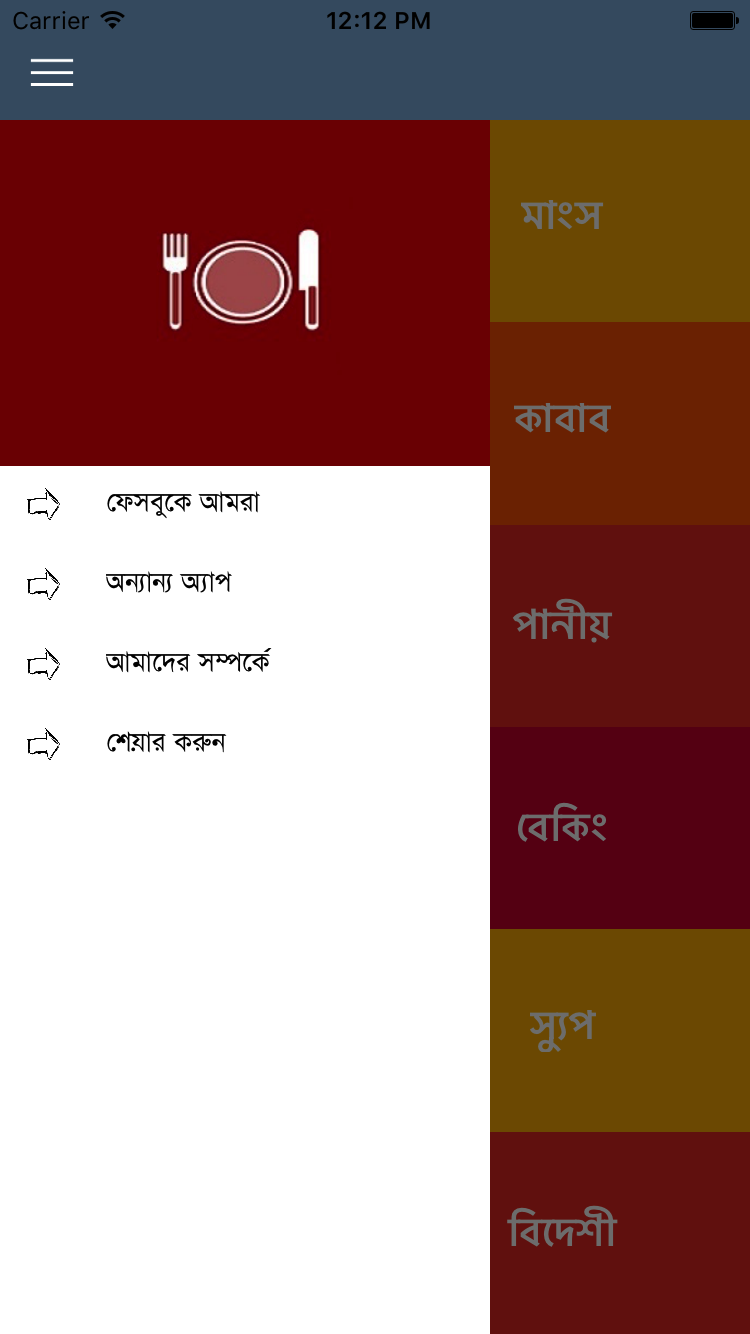 Carrier 12:12 PM
ফেসবুকে আমরা
অন্যান্য অ্যাপ
আমাদের সম্পর্কে
শেয়ার করুন
মাংস
কাবাব
পানীয়
বেকিং
স্যুপ
বিদেশী